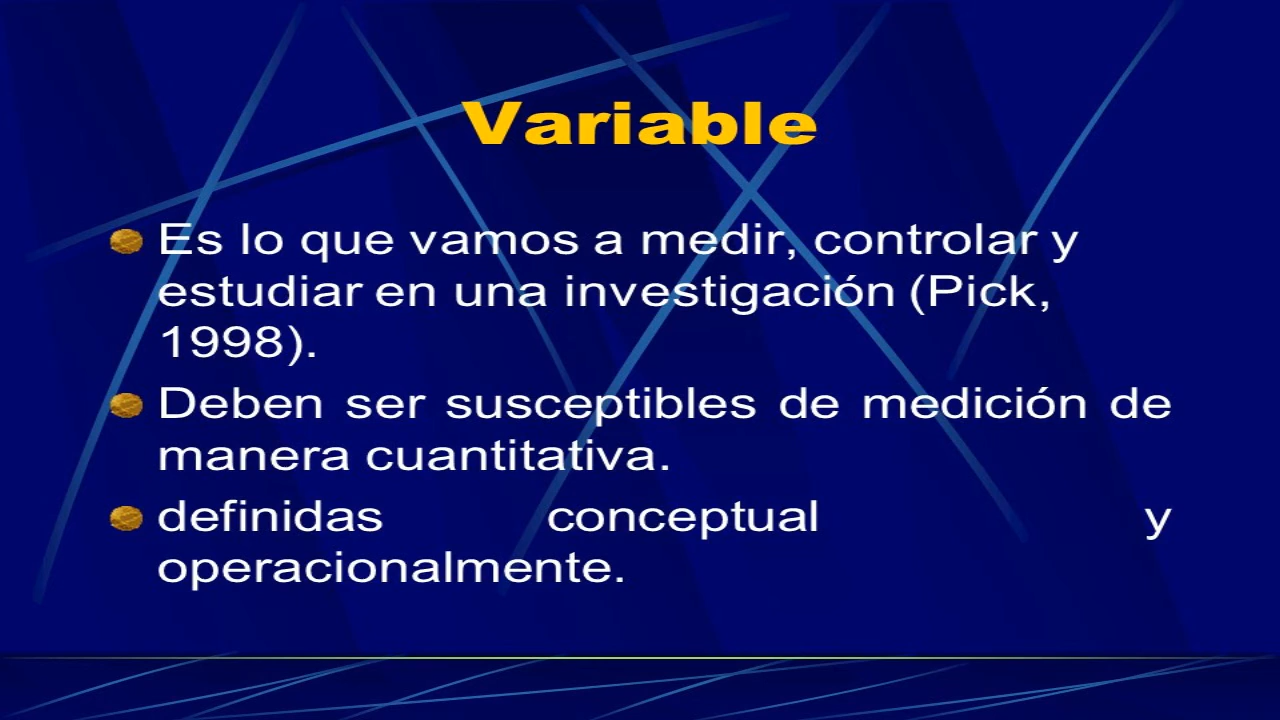 Variable
Es lo que vamos a medir, controlar y
estudiar en una investigación (Pick,
1998).
Deben ser susceptibles de medición de
manera cuantitativa.
definidas conceptual y
operacionalmente.